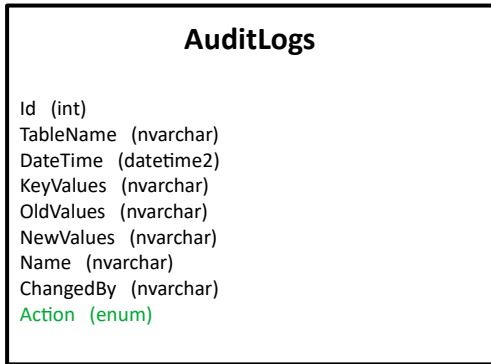 AuditLogs
Id (int)
TableName (nvarchar)
DateTime (datetime2)
KeyValues (nvarchar)
OldValues (nvarchar)
NewValues (nvarchar)
Name (nvarchar)
ChangedBy (nvarchar)
Action (enum)